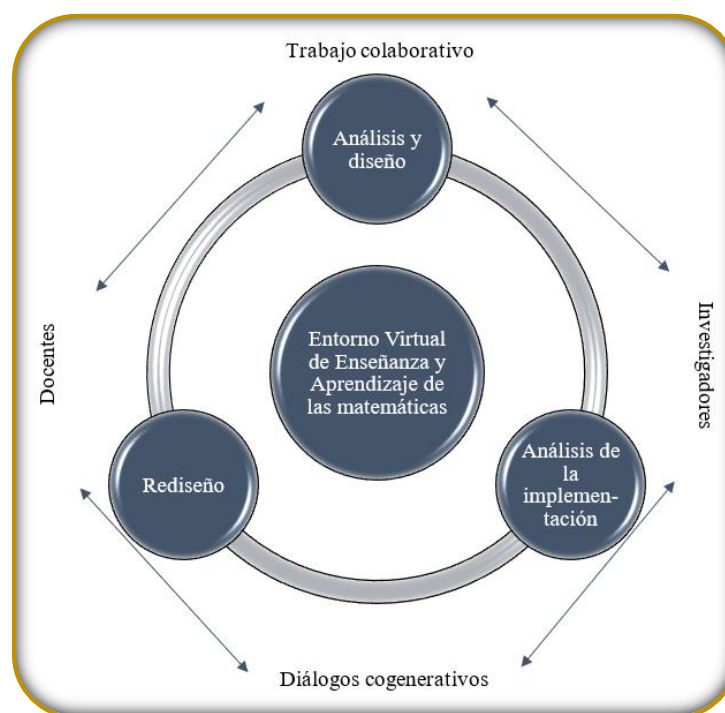 Trabajo colaborativo
Análisis y
diseño
Docentes
Entorno Virtual
de Enseñanza y
Aprendizaje de
las matemáticas
Investigadores
Rediseño
Análisis de
la
implemen-
tación
Diálogos cogenerativos